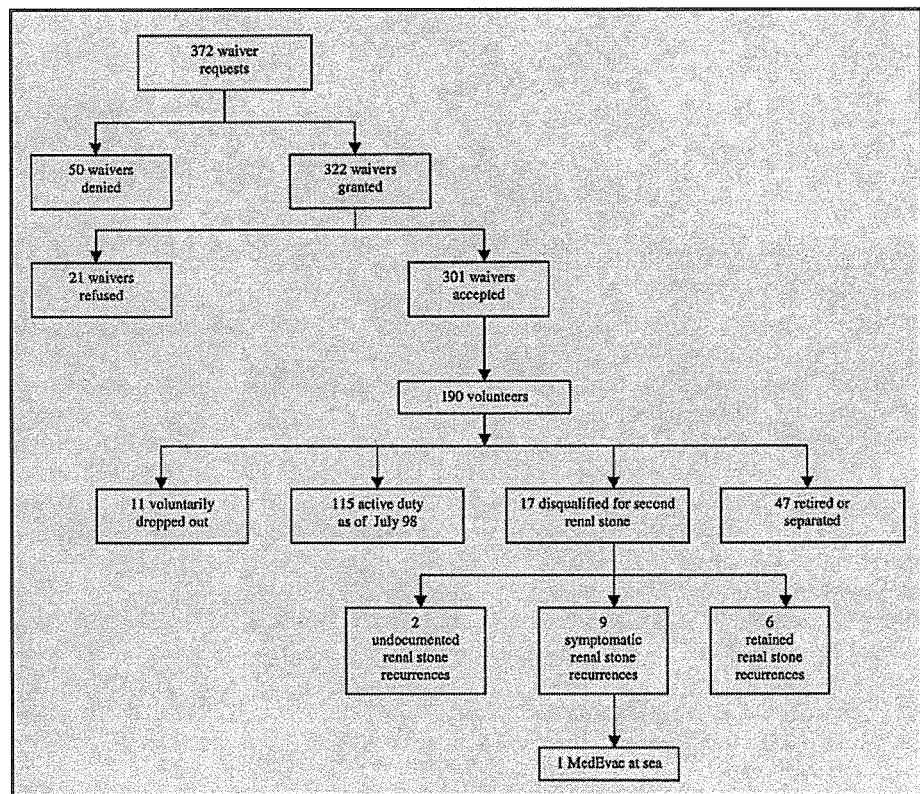 372 waiver
requests
50 waivers
denied
322 waivers
granted
21 waivers
refused
301 waivers
accepted
190 volunteers
11 voluntarily
dropped out
115 active duty
as of July 98
17 disqualified for second
renal stone
47 retired or
separated
2
undocumented
renal stone
recurrences
9
symptomatic
renal stone
recurrences
6
retained
renal stone
recurrences
1 MedEvac at sea